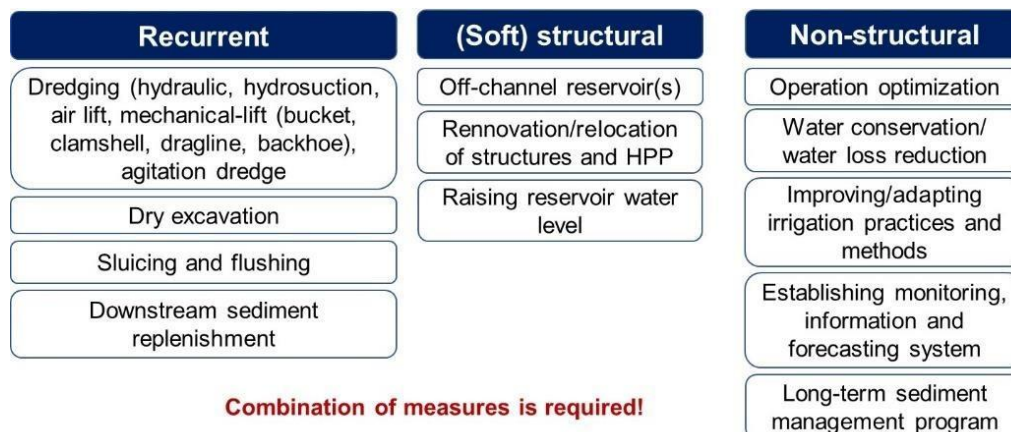 Recurrent
Dredging (hydraulic, hydrosuction,
air lift, mechanical-lift (bucket,
clamshell, dragline, backhoe),
agitation dredge
Dry excavation
Sluicing and flushing
Downstream sediment
replenishment
(Soft) structural
Off-channel reservoir(s)
Rennovation/relocation
of structures and HPP
Raising reservoir water
level
Non-structural
Operation optimization
Water conservation/
water loss reduction
Improving/adapting
irrigation practices and
methods
Establishing monitoring,
information and
forecasting system
Long-term sediment
management program
Combination of measures is required!